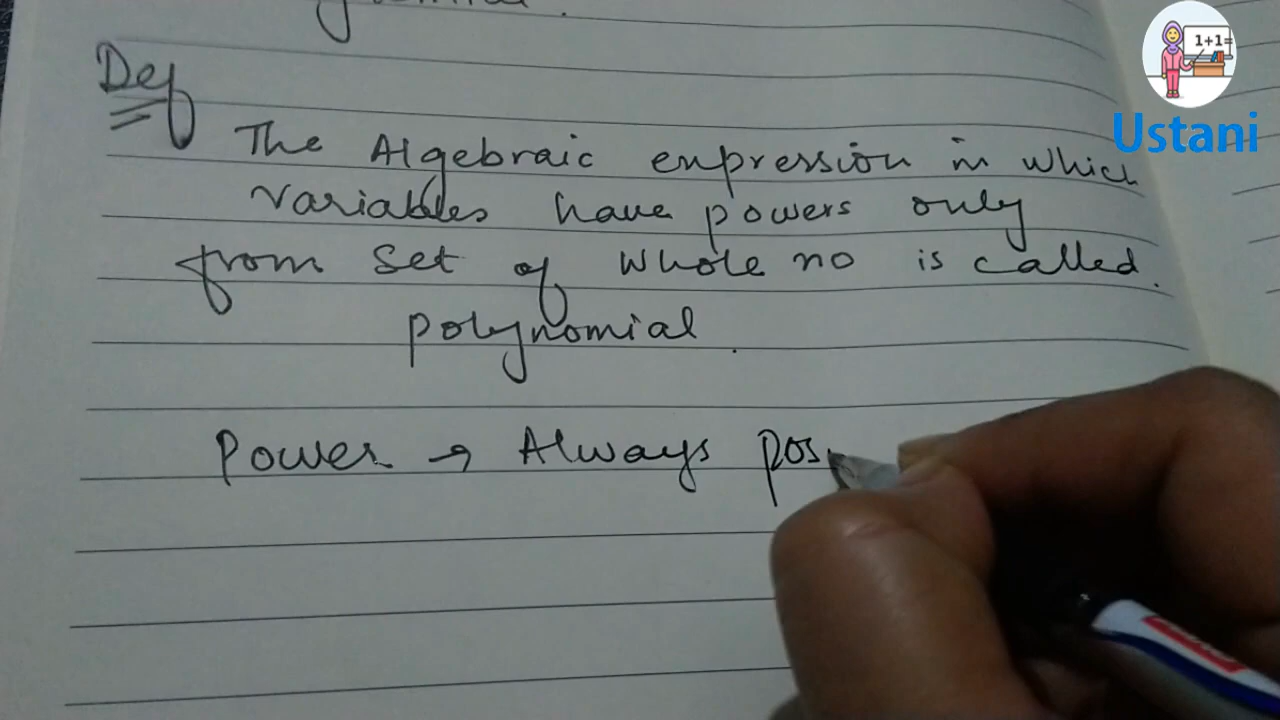 Def
The Algebraic expression in which
variables have powers only
from set of whole no is called.
polynomial.
Power → Always pos
1+1=
Ustani